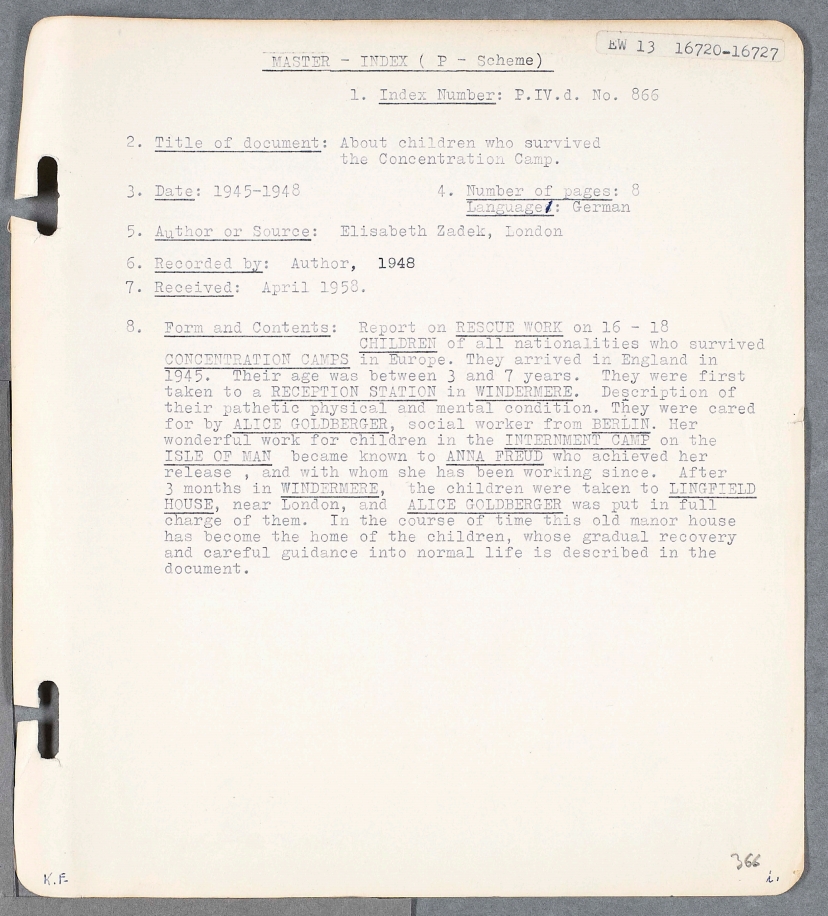 EW 13 16720-16727
MASTER - INDEX ( P - Scheme)
1. Index Number: P.IV.d. No. 866
2. Title of document: About children who survived
the Concentration Camp.
3. Date: 1945-1948 4. Number of pages: 8
Language: German
5. Author or Source: Elisabeth Zadek, London
6. Recorded by: Author, 1948
7. Received: April 1958.
8. Form and Contents: Report on RESCUE WORK on 16 - 18
CHILDREN of all nationalities who survived
CONCENTRATION CAMPS in Europe. They arrived in England in
1945. Their age was between 3 and 7 years. They were first
taken to a RECEPTION STATION in WINDERMERE. Description of
their pathetic physical and mental condition. They were cared
for by ALICE GOLDBERGER, social worker from BERLIN. Her
wonderful work for children in the INTERNMENT CAMP on the
ISLE OF MAN became known to ANNA FREUD who achieved her
release , and with whom she has been working since. After
3 months in WINDERMERE, the children were taken to LINGFIELD
HOUSE, near London, and ALICE GOLDBERGER was put in full
charge of them. In the course of time this old manor house
has become the home of the children, whose gradual recovery
and careful guidance into normal life is described in the
document.
366
K.F. i.